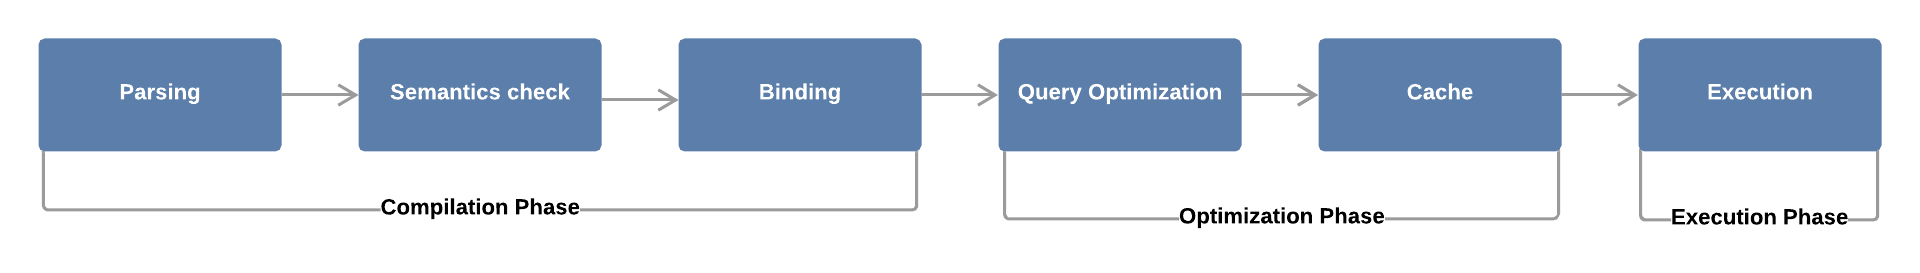 Parsing
Semantics check
Binding
Query Optimization
Cache
Execution
Compilation Phase
Optimization Phase
Execution Phase